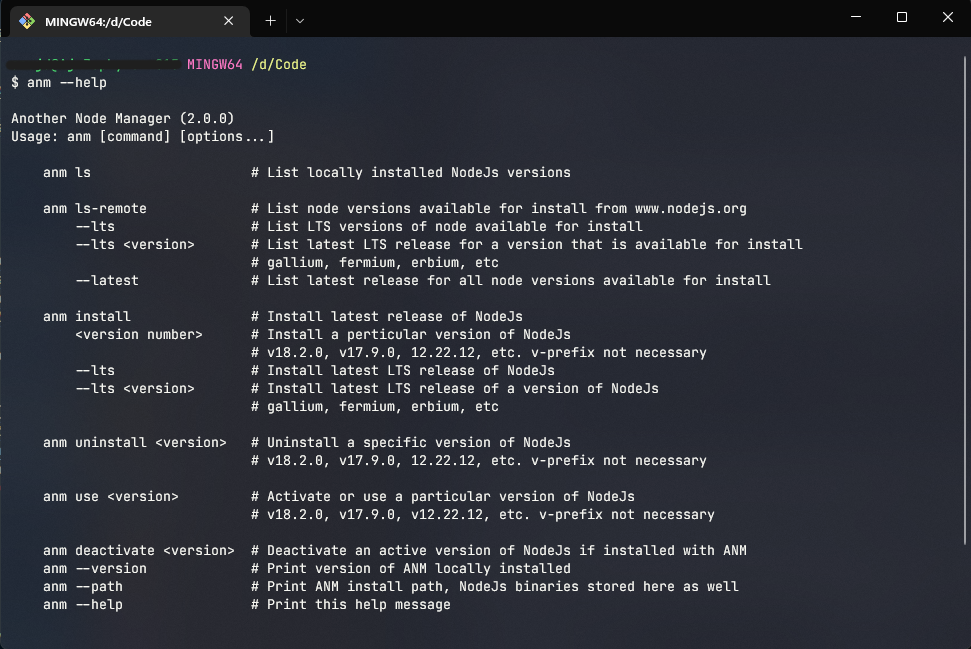 MINGW64:/d/Code
MINGW64 /d/Code
$ anm --help
Another Node Manager (2.0.0)
Usage: anm [command] [options...]
anm ls # List locally installed NodeJs versions
anm ls-remote # List node versions available for install from www.nodejs.org
--lts # List LTS versions of node available for install
--lts <version> # List latest LTS release for a version that is available for install
# gallium, fermium, erbium, etc
--latest # List latest release for all node versions available for install
anm install # Install latest release of NodeJs
<version number> # Install a perticular version of NodeJs
# v18.2.0, v17.9.0, 12.22.12, etc. v-prefix not necessary
--lts # Install latest LTS release of NodeJs
--lts <version> # Install latest LTS release of a version of NodeJs
# gallium, fermium, erbium, etc
anm uninstall <version> # Uninstall a specific version of NodeJs
# v18.2.0, v17.9.0, 12.22.12, etc. v-prefix not necessary
anm use <version> # Activate or use a particular version of NodeJs
# v18.2.0, v17.9.0, v12.22.12, etc. v-prefix not necessary
anm deactivate <version> # Deactivate an active version of NodeJs if installed with ANM
anm --version # Print version of ANM locally installed
anm --path # Print ANM install path, NodeJs binaries stored here as well
anm --help # Print this help message